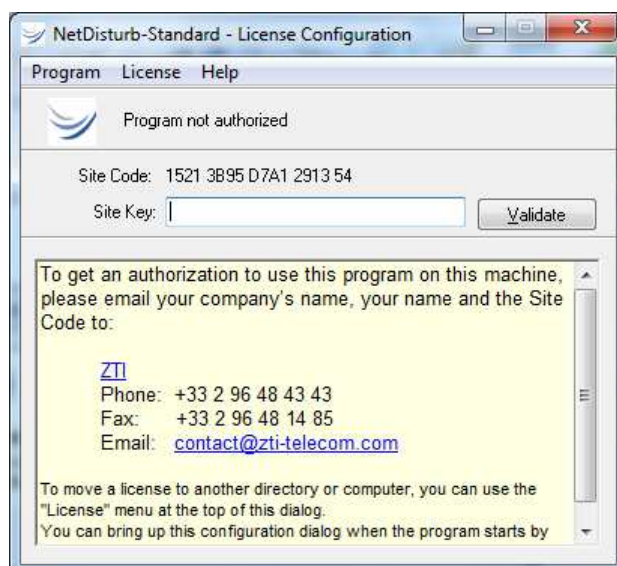 NetDisturb-Standard - License Configuration
Program License Help
Program not authorized
Site Code: 1521 3B95 D7A1 2913 54
Site Key:
Validate
To get an authorization to use this program on this machine,
please email your company's name, your name and the Site
Code to:
ZTI
Phone: +33 2 96 48 43 43
Fax: +33 2 96 48 14 85
Email: contact@zti-telecom.com
To move a license to another directory or computer, you can use the
"License" menu at the top of this dialog.
You can bring up this configuration dialog when the program starts by